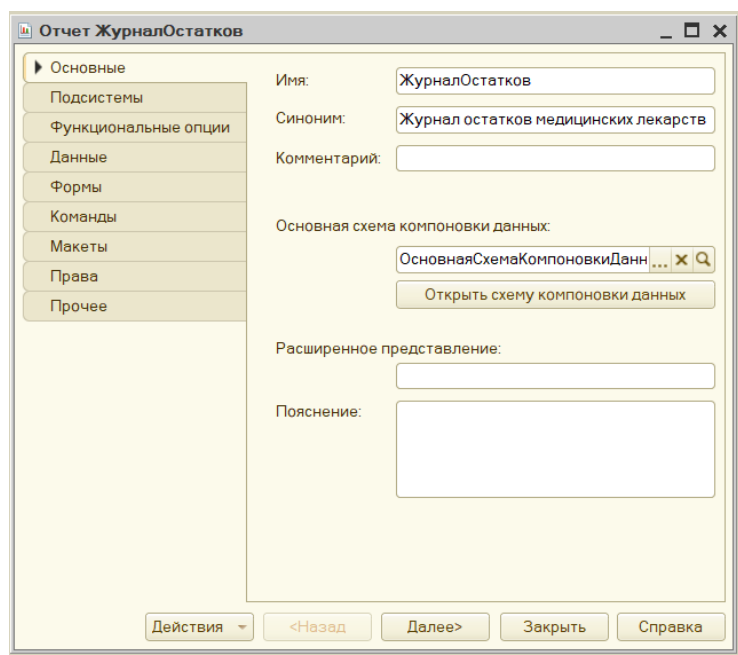 Отчет ЖурналОстатков
Основные
Подсистемы
Функциональные опции
Данные
Формы
Команды
Макеты
Права
Прочее
Имя: ЖурналОстатков
Синоним: Журнал остатков медицинских лекарств
Комментарий:
Основная схема компоновки данных:
ОсновнаяСхемаКомпоновкиДанн ...
Открыть схему компоновки данных
Расширенное представление:
Пояснение:
Действия <Назад Далее> Закрыть Справка